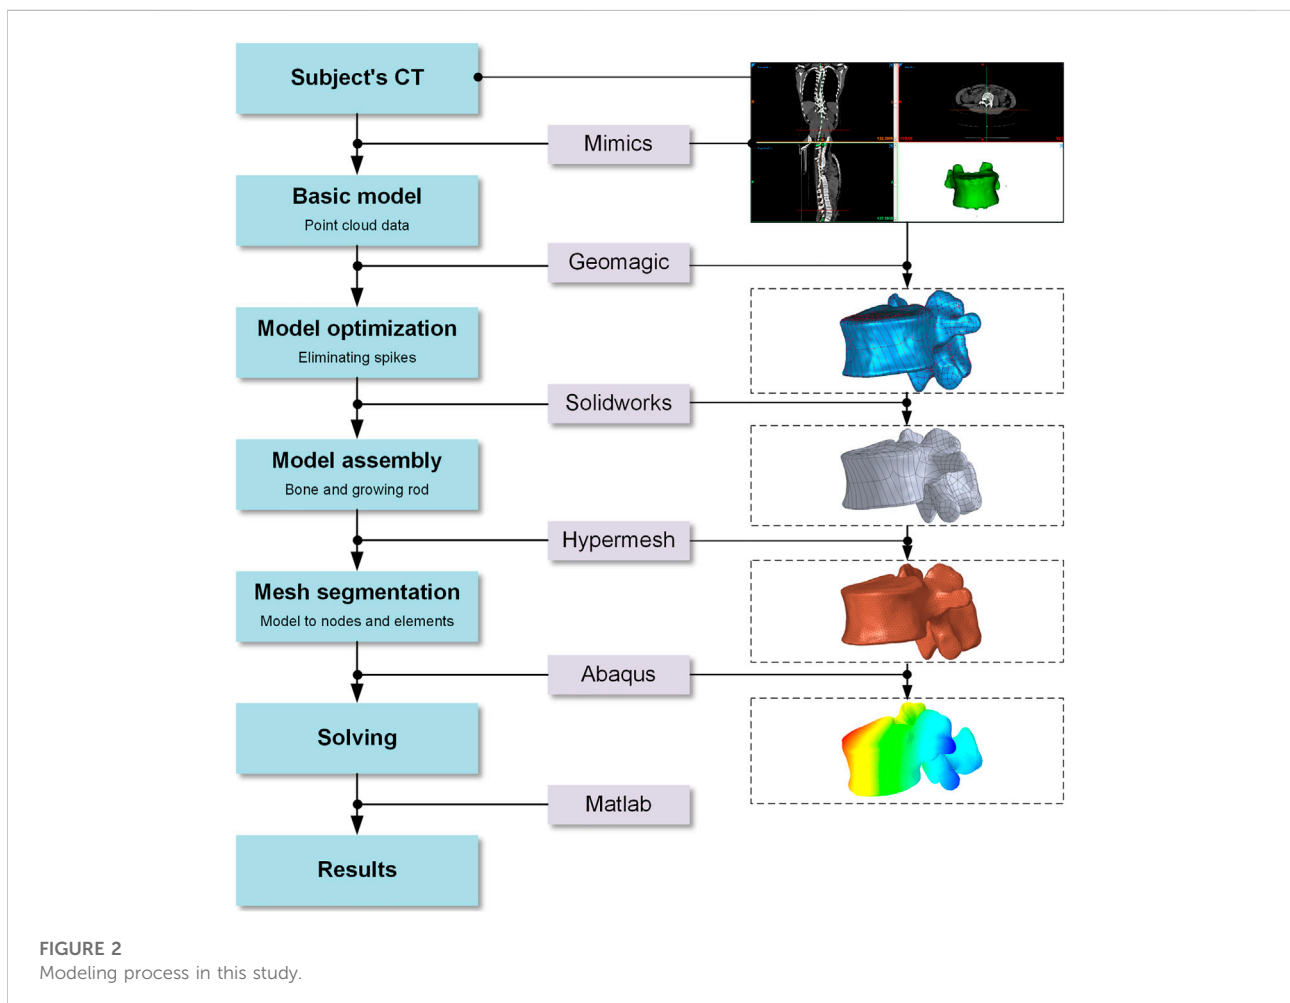 Subject's CT
Mimics
Basic model
Point cloud data
Geomagic
Model optimization
Eliminating spikes
Solidworks
Model assembly
Bone and growing rod
Hypermesh
Mesh segmentation
Model to nodes and elements
Abaqus
Solving
Matlab
Results
FIGURE 2
Modeling process in this study.